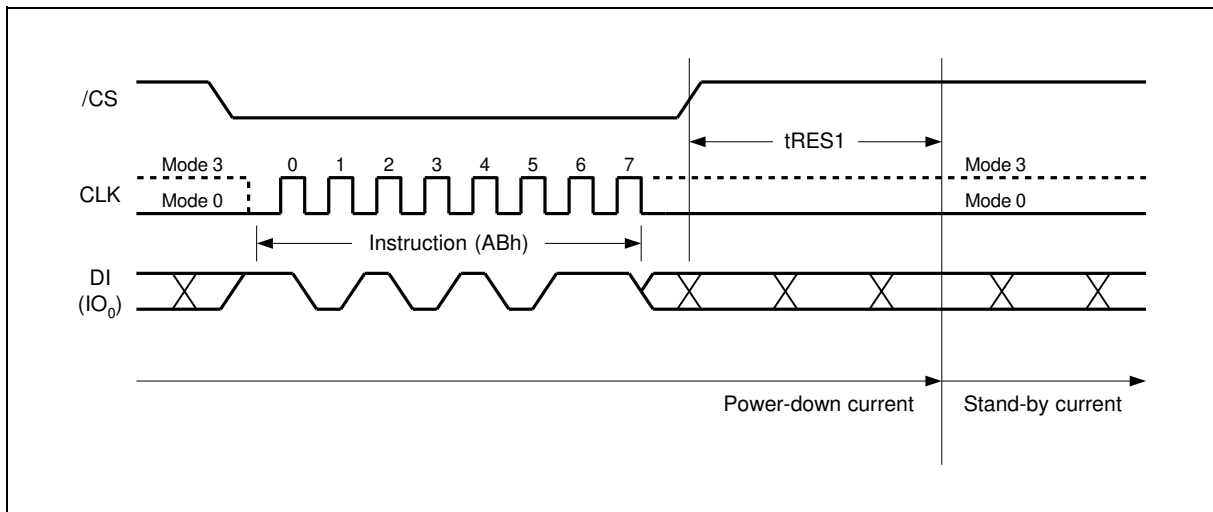 /CS
tRES1
Mode 3
0 1 2 3 4 5 6 7
Mode 3
CLK
Mode 0
Mode 0
Instruction (ABh)
DI
(IO₀)
Power-down current
Stand-by current